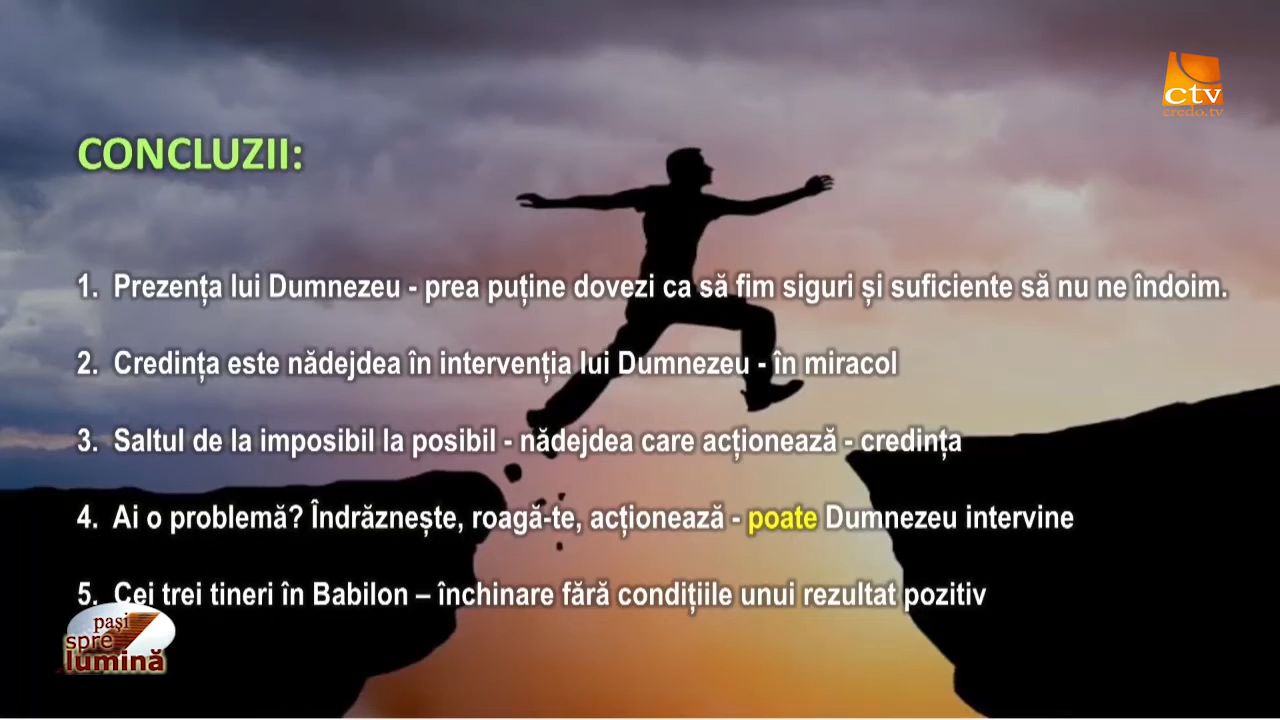 ctv
credo.tv
CONCLUZII:
1. Prezența lui Dumnezeu - prea puține dovezi ca să fim siguri și suficiente să nu ne îndoim.
2. Credința este nădejdea în intervenția lui Dumnezeu - în miracol
3. Saltul de la imposibil la posibil - nădejdea care acționează - credința
4. Ai o problemă? Îndrăznește, roagă-te, acționează - poate Dumnezeu intervine
5. Cei trei tineri în Babilon – închinare fără condițiile unui rezultat pozitiv
pași
spre
lumină